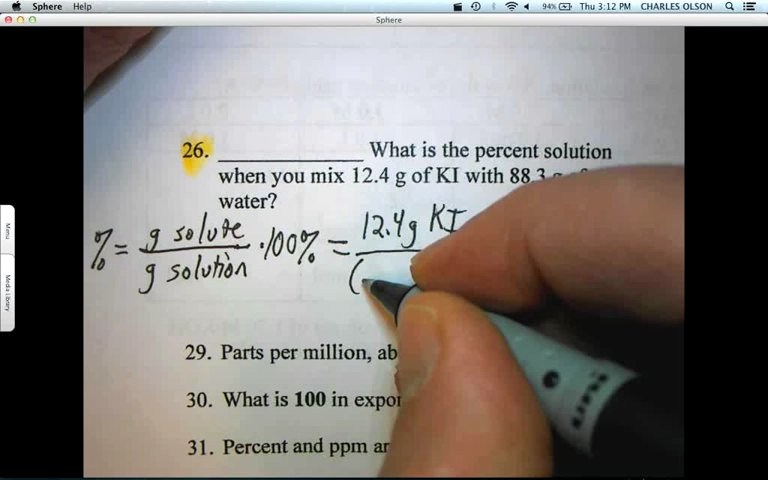 Sphere Help 94% Thu 3:12 PM CHARLES OLSON
Sphere
Menu
Media Library
26. ____________ What is the percent solution
when you mix 12.4 g of KI with 88.3 g
water?
% = g solute / g solution · 100% = 12.4g KI / (
29. Parts per million, ab
30. What is 100 in expo
31. Percent and ppm ar